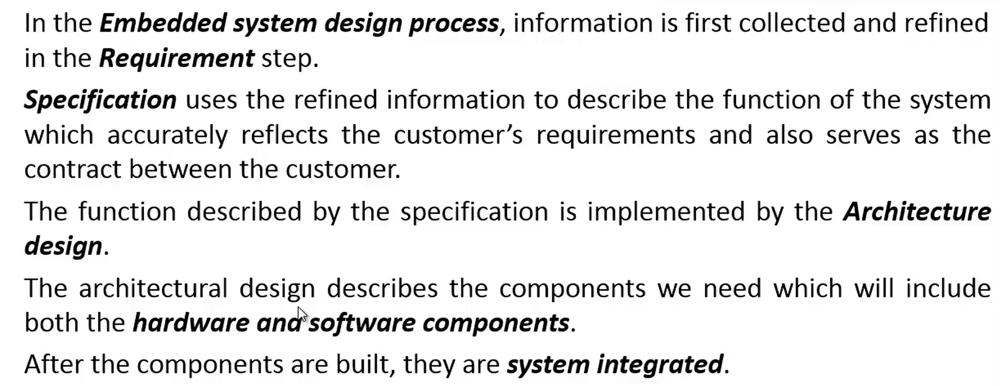 In the Embedded system design process, information is first collected and refined
in the Requirement step.
Specification uses the refined information to describe the function of the system
which accurately reflects the customer’s requirements and also serves as the
contract between the customer.
The function described by the specification is implemented by the Architecture
design.
The architectural design describes the components we need which will include
both the hardware and software components.
After the components are built, they are system integrated.